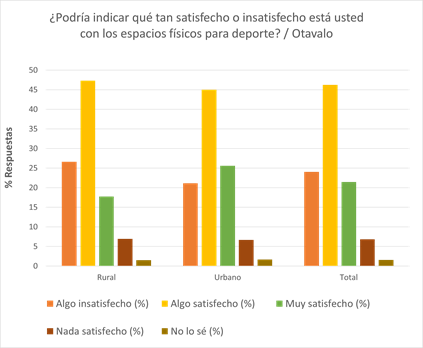 ¿Podría indicar qué tan satisfecho o insatisfecho está usted
con los espacios físicos para deporte? / Otavalo
% Respuestas
50
45
40
35
30
25
20
15
10
5
0
Rural
Urbano
Total
Algo insatisfecho (%)
Algo satisfecho (%)
Muy satisfecho (%)
Nada satisfecho (%)
No lo sé (%)